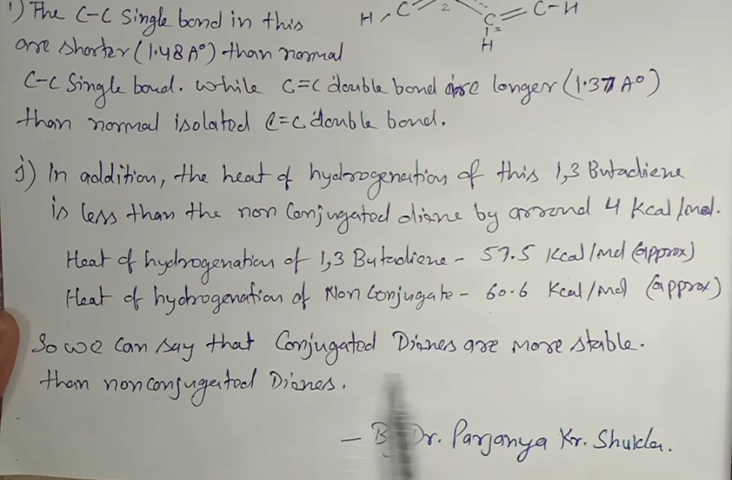 H C 2 C = C-H
H
i) The C-C Single bond in this
are shorter (1.48 A°) than normal
C-C Single bond. While C=C double bond are longer (1.37 A°)
than normal isolated C=C double bond.
j) In addition, the heat of hydrogenation of this 1,3 Butadiene
is less than the non Conjugated diene by around 4 Kcal/mol.
Heat of hydrogenation of 1,3 Butadiene - 57.5 Kcal/mol (approx)
Heat of hydrogenation of Non Conjugate - 60.6 Kcal/mol (approx)
So we can say that Conjugated Dienes are more stable.
than nonconjugated Dienes.
- By Dr. Parjanya Kr. Shukla.